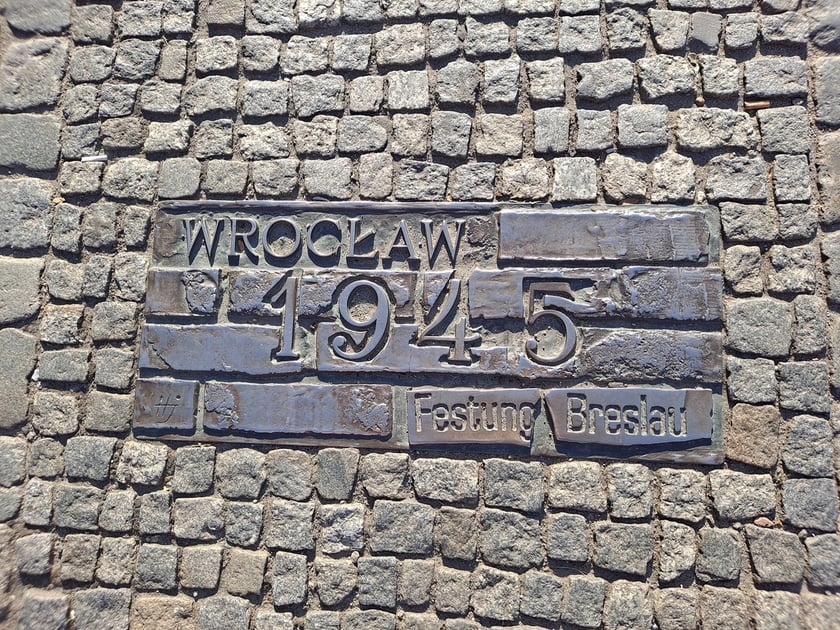 WROCŁAW
1945
Festung Breslau